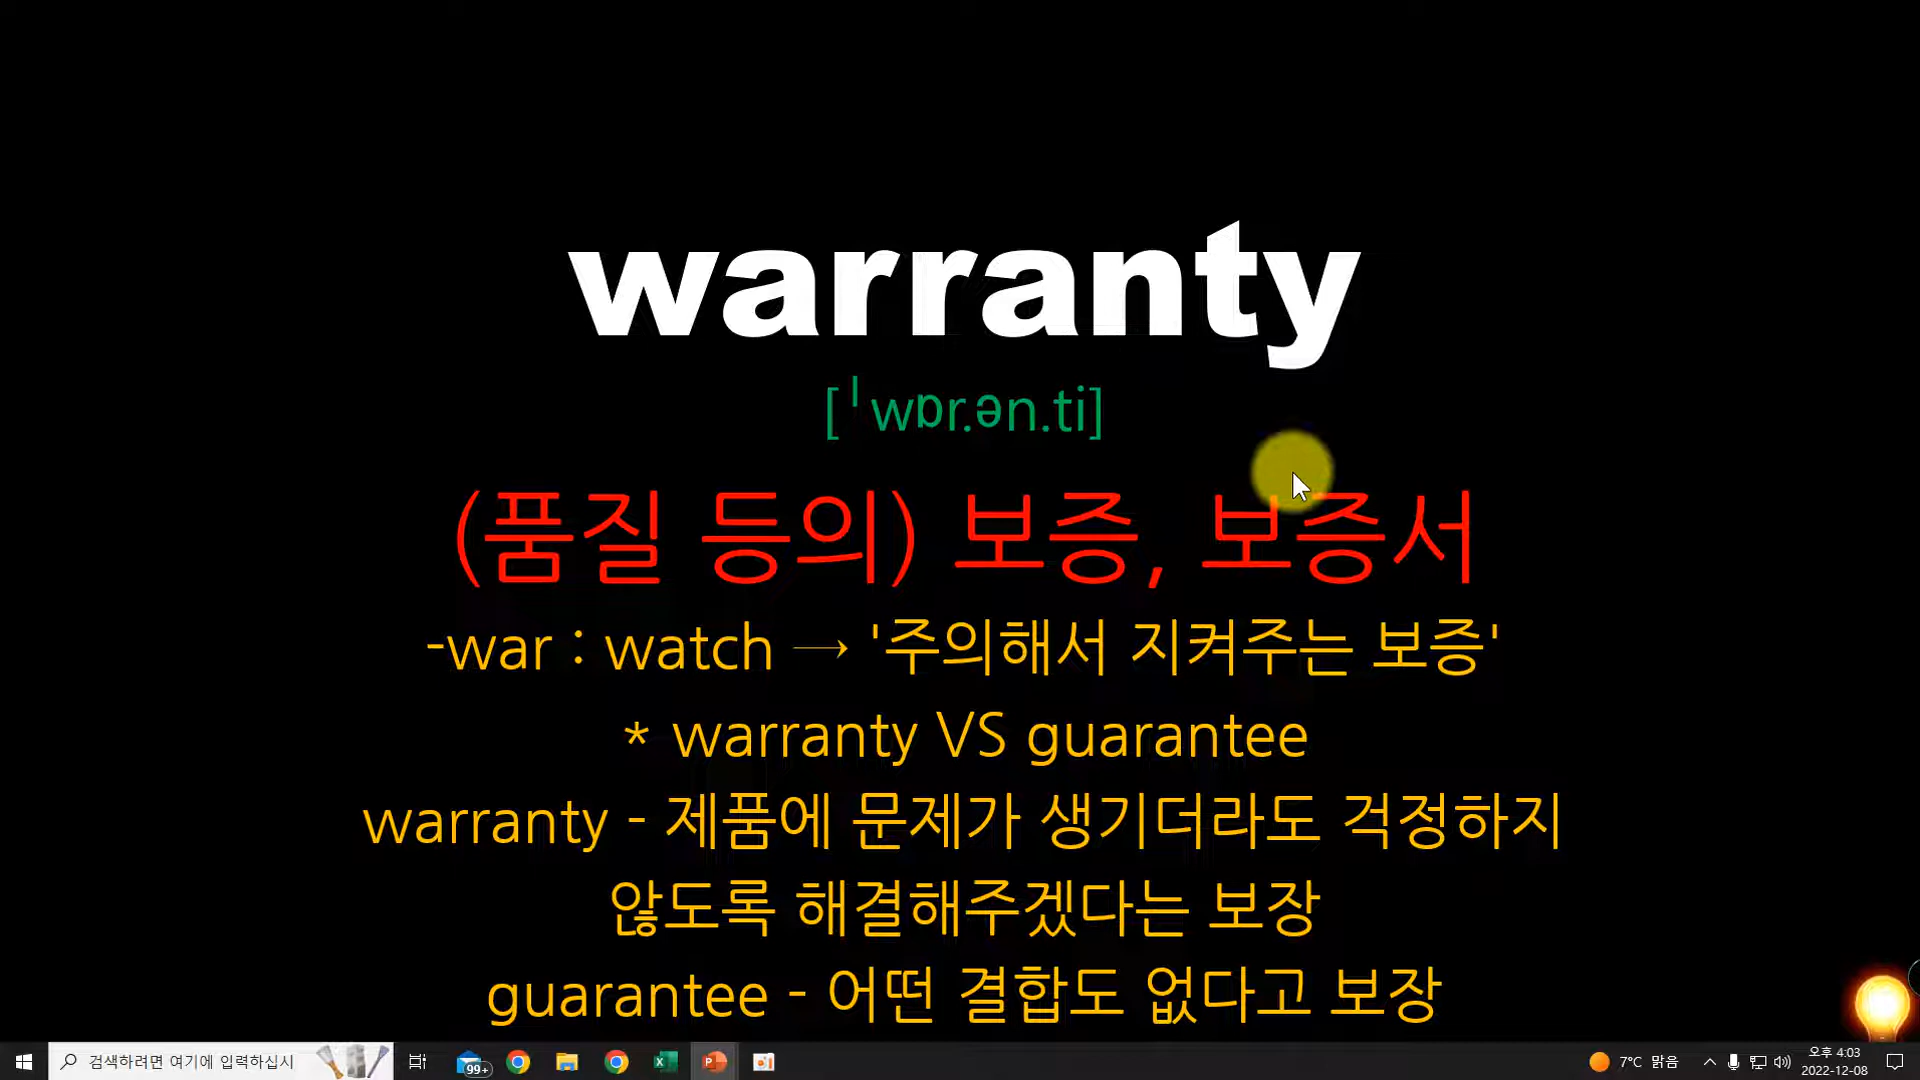 warranty
[ˈwɒr.ən.ti]
(품질 등의) 보증, 보증서
-war : watch → '주의해서 지켜주는 보증'
* warranty VS guarantee
warranty - 제품에 문제가 생기더라도 걱정하지
않도록 해결해주겠다는 보장
guarantee - 어떤 결합도 없다고 보장
검색하려면 여기에 입력하십시
99+
7°C 맑음
오후 4:03
2022-12-08